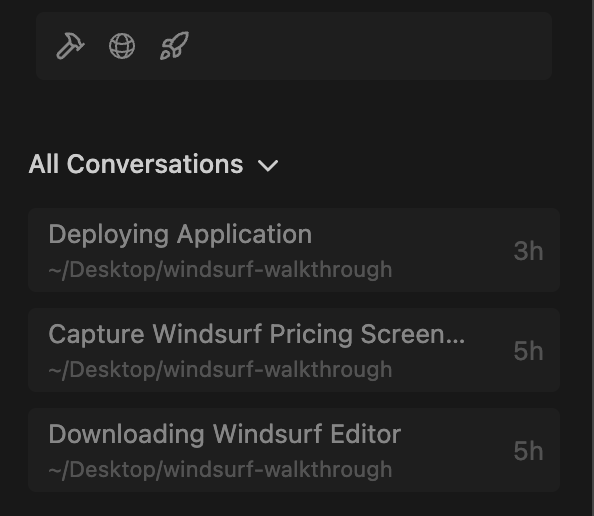 All Conversations
Deploying Application
3h
~/Desktop/windsurf-walkthrough
Capture Windsurf Pricing Screen...
5h
~/Desktop/windsurf-walkthrough
Downloading Windsurf Editor
5h
~/Desktop/windsurf-walkthrough